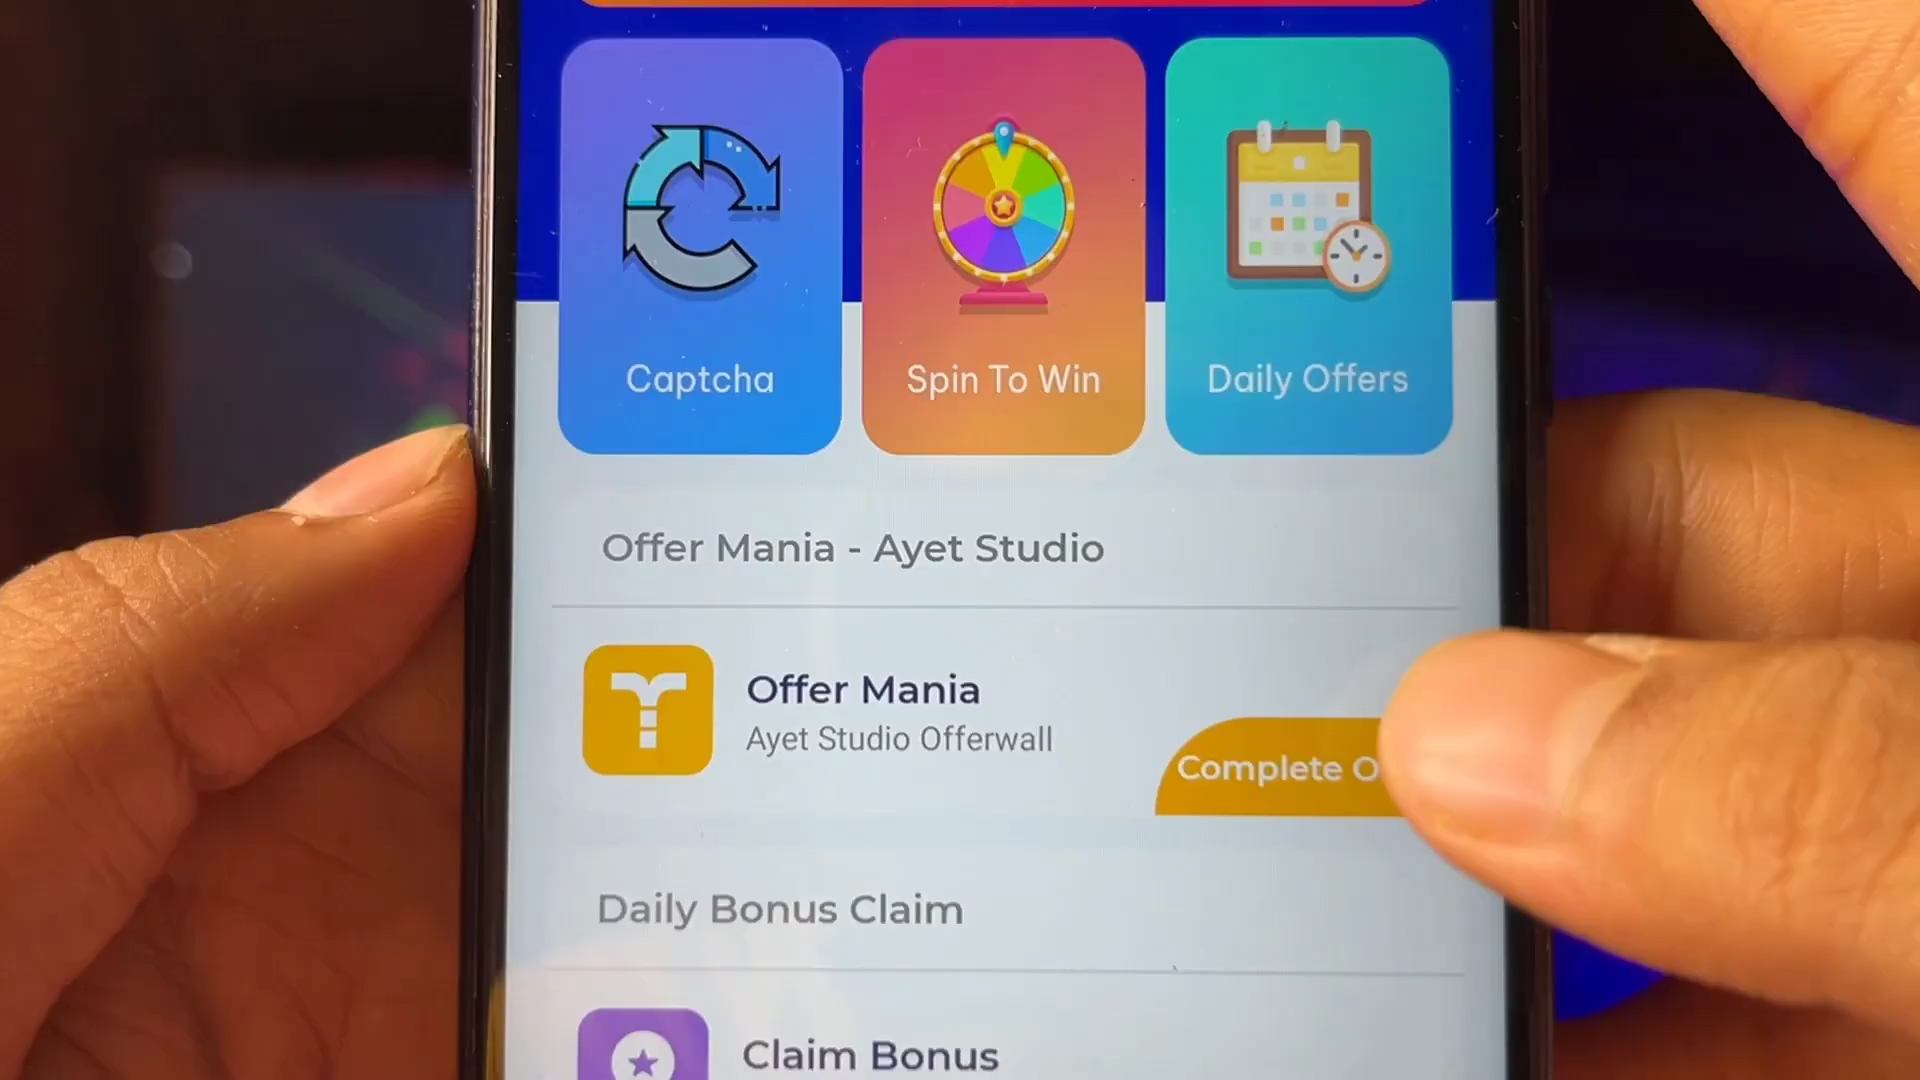 Captcha
Spin To Win
Daily Offers
Offer Mania - Ayet Studio
Offer Mania
Ayet Studio Offerwall
Complete O
Daily Bonus Claim
Claim Bonus